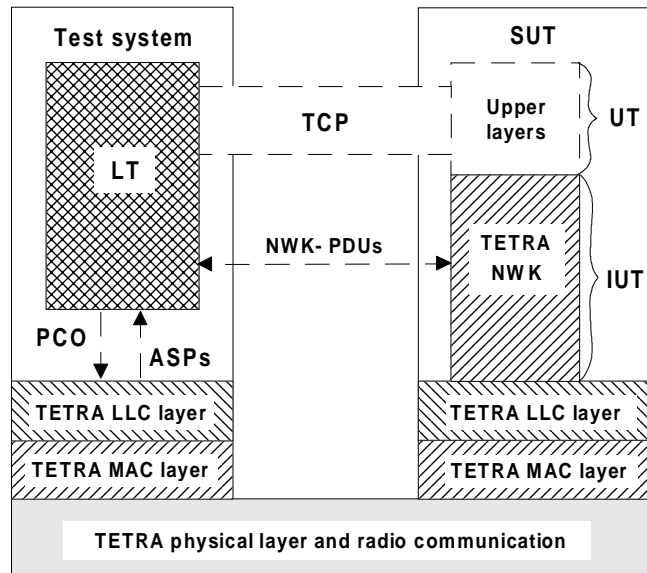 Test system
SUT
LT
TCP
Upper
layers
UT
NWK- PDUs
TETRA
NWK
IUT
PCO
ASPs
TETRA LLC layer
TETRA LLC layer
TETRA MAC layer
TETRA MAC layer
TETRA physical layer and radio communication